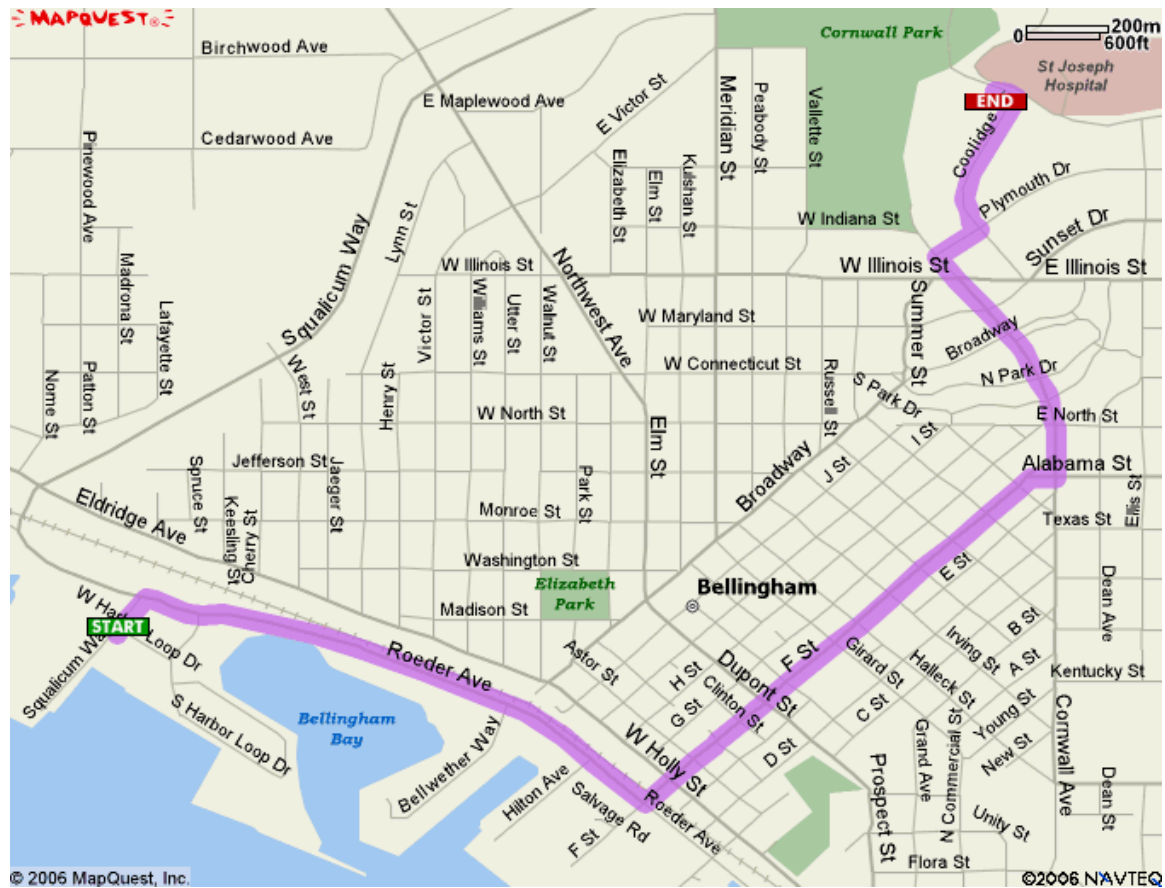 MAPQUEST
Birchwood Ave
Cedarwood Ave
Pinewood Ave
E Maplewood Ave
E Victor St
Cornwall Park
0
200m
600ft
St Joseph
Hospital
END
Coolidge
Plymouth Dr
Sunset Dr
Meridian St
Peabody St
Vallette St
Elizabeth St
Elm St
Kulshan St
W Indiana St
W Illinois St
E Illinois St
Squalicum Way
Lynn St
W Illinois St
Northwest Ave
Madrona St
Lafayette St
Nome St
Patton St
West St
Henry St
Victor St
Williams St
Utter St
Walnut St
W Maryland St
W Connecticut St
Summer St
Broadway
N Park Dr
S Park Dr
Russell St
E North St
W North St
Elm St
I St
J St
Broadway
Alabama St
Ellis St
Texas St
Jefferson St
Jaeger St
Spruce St
Keesling St
Cherry St
Park St
Monroe St
Eldridge Ave
Washington St
Elizabeth
Park
Madison St
Bellingham
E St
Dean Ave
W Har
START
Loop Dr
Squalicum Wa
S Harbor Loop Dr
Roeder Ave
Bellingham
Bay
Bellwether Way
Astor St
H St
G St
Clinton St
Dupont St
F St
Girard St
Halleck St
Irving St
B St
A St
Kentucky St
C St
D St
Young St
New St
Grand Ave
N Commercial St
Cornwall Ave
W Holly St
Prospect St
Hilton Ave
Salvage Rd
F St
Roeder Ave
Unity St
Dean St
Flora St
© 2006 MapQuest, Inc.
©2006 NAVTEQ